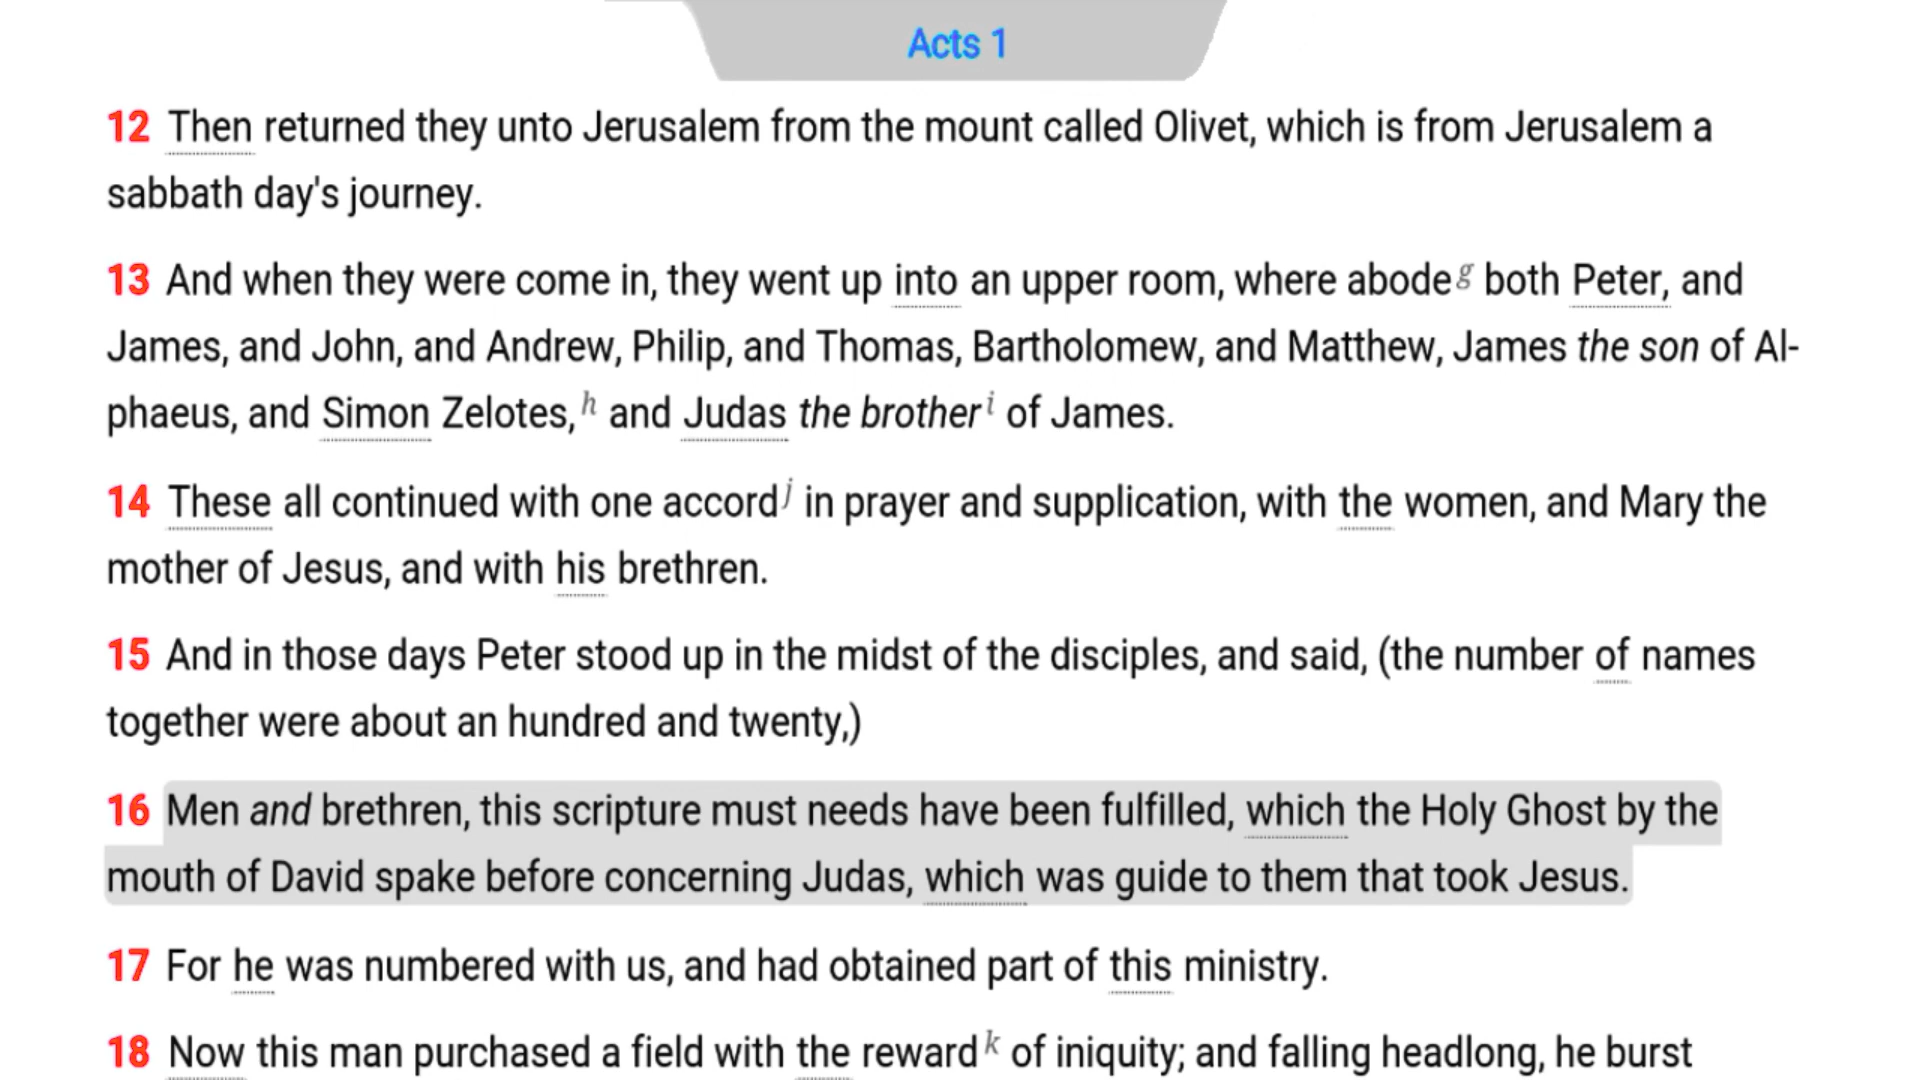 Acts 1
12 Then returned they unto Jerusalem from the mount called Olivet, which is from Jerusalem a
sabbath day's journey.
13 And when they were come in, they went up into an upper room, where abode g both Peter, and
James, and John, and Andrew, Philip, and Thomas, Bartholomew, and Matthew, James the son of Al-
phaeus, and Simon Zelotes, h and Judas the brother i of James.
14 These all continued with one accord j in prayer and supplication, with the women, and Mary the
mother of Jesus, and with his brethren.
15 And in those days Peter stood up in the midst of the disciples, and said, (the number of names
together were about an hundred and twenty,)
16 Men and brethren, this scripture must needs have been fulfilled, which the Holy Ghost by the
mouth of David spake before concerning Judas, which was guide to them that took Jesus.
17 For he was numbered with us, and had obtained part of this ministry.
18 Now this man purchased a field with the reward k of iniquity; and falling headlong, he burst